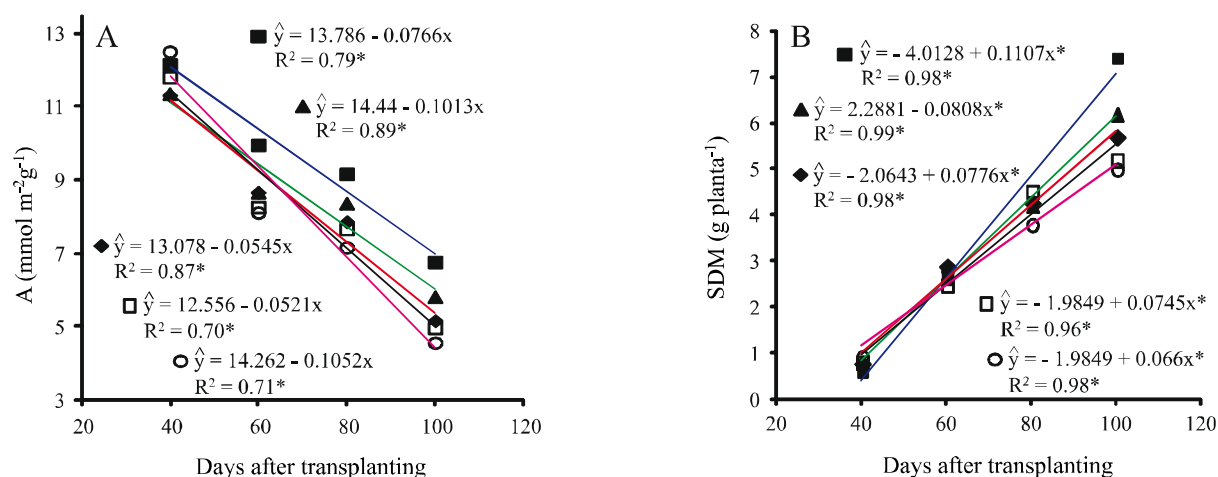 A
ŷ = 13.786 - 0.0766x
R² = 0.79*
ŷ = 14.44 - 0.1013x
R² = 0.89*
ŷ = 13.078 - 0.0545x
R² = 0.87*
ŷ = 12.556 - 0.0521x
R² = 0.70*
ŷ = 14.262 - 0.1052x
R² = 0.71*
A (mmol m⁻²g⁻¹)
13
11
9
7
5
3
20 40 60 80 100 120
Days after transplanting
B
ŷ = - 4.0128 + 0.1107x*
R² = 0.98*
ŷ = 2.2881 - 0.0808x*
R² = 0.99*
ŷ = - 2.0643 + 0.0776x*
R² = 0.98*
ŷ = - 1.9849 + 0.0745x*
R² = 0.96*
ŷ = - 1.9849 + 0.066x*
R² = 0.98*
SDM (g planta⁻¹)
8
7
6
5
4
3
2
1
0
20 40 60 80 100 120
Days after transplanting